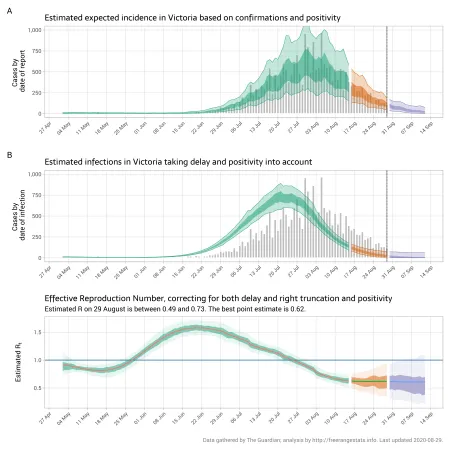 A
Estimated expected incidence in Victoria based on confirmations and positivity
Cases by
date of report
1,000
750
500
250
0
27 Apr 04 May 11 May 18 May 25 May 01 Jun 08 Jun 15 Jun 22 Jun 29 Jun 06 Jul 13 Jul 20 Jul 27 Jul 03 Aug 10 Aug 17 Aug 24 Aug 31 Aug 07 Sep 14 Sep
B
Estimated infections in Victoria taking delay and positivity into account
Cases by
date of infection
1,000
750
500
250
0
27 Apr 04 May 11 May 18 May 25 May 01 Jun 08 Jun 15 Jun 22 Jun 29 Jun 06 Jul 13 Jul 20 Jul 27 Jul 03 Aug 10 Aug 17 Aug 24 Aug 31 Aug 07 Sep 14 Sep
Effective Reproduction Number, correcting for both delay and right truncation and positivity
Estimated R on 29 August is between 0.49 and 0.73. The best point estimate is 0.62.
Estimated Rt
1.5
1.0
0.5
27 Apr 04 May 11 May 18 May 25 May 01 Jun 08 Jun 15 Jun 22 Jun 29 Jun 06 Jul 13 Jul 20 Jul 27 Jul 03 Aug 10 Aug 17 Aug 24 Aug 31 Aug 07 Sep 14 Sep
Data gathered by The Guardian; analysis by http://freerangestats.info. Last updated 2020-08-29.